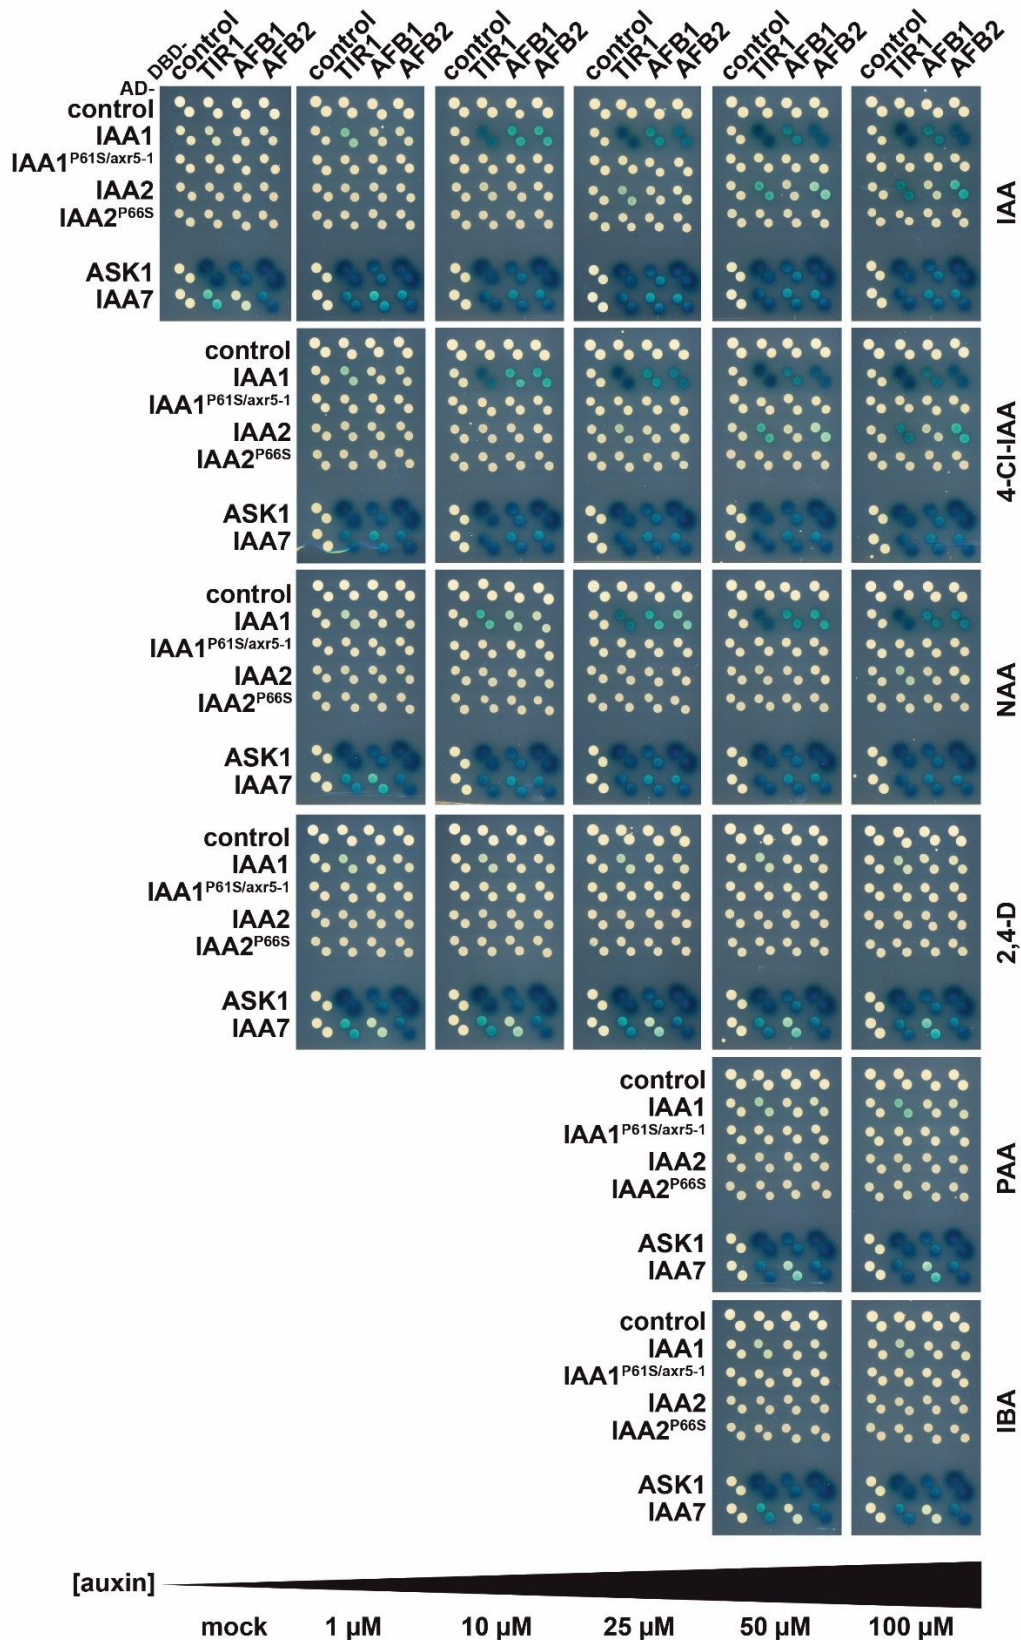 DBD- control TIR1 AFB1 AFB2 control TIR1 AFB1 AFB2 control TIR1 AFB1 AFB2 control TIR1 AFB1 AFB2 control TIR1 AFB1 AFB2 control TIR1 AFB1 AFB2
AD-
control
IAA1
IAA1P61S/axr5-1
IAA2
IAA2P66S
ASK1
IAA7
IAA
control
IAA1
IAA1P61S/axr5-1
IAA2
IAA2P66S
ASK1
IAA7
4-Cl-IAA
control
IAA1
IAA1P61S/axr5-1
IAA2
IAA2P66S
ASK1
IAA7
NAA
control
IAA1
IAA1P61S/axr5-1
IAA2
IAA2P66S
ASK1
IAA7
2,4-D
control
IAA1
IAA1P61S/axr5-1
IAA2
IAA2P66S
ASK1
IAA7
PAA
control
IAA1
IAA1P61S/axr5-1
IAA2
IAA2P66S
ASK1
IAA7
IBA
[auxin]
mock 1 µM 10 µM 25 µM 50 µM 100 µM